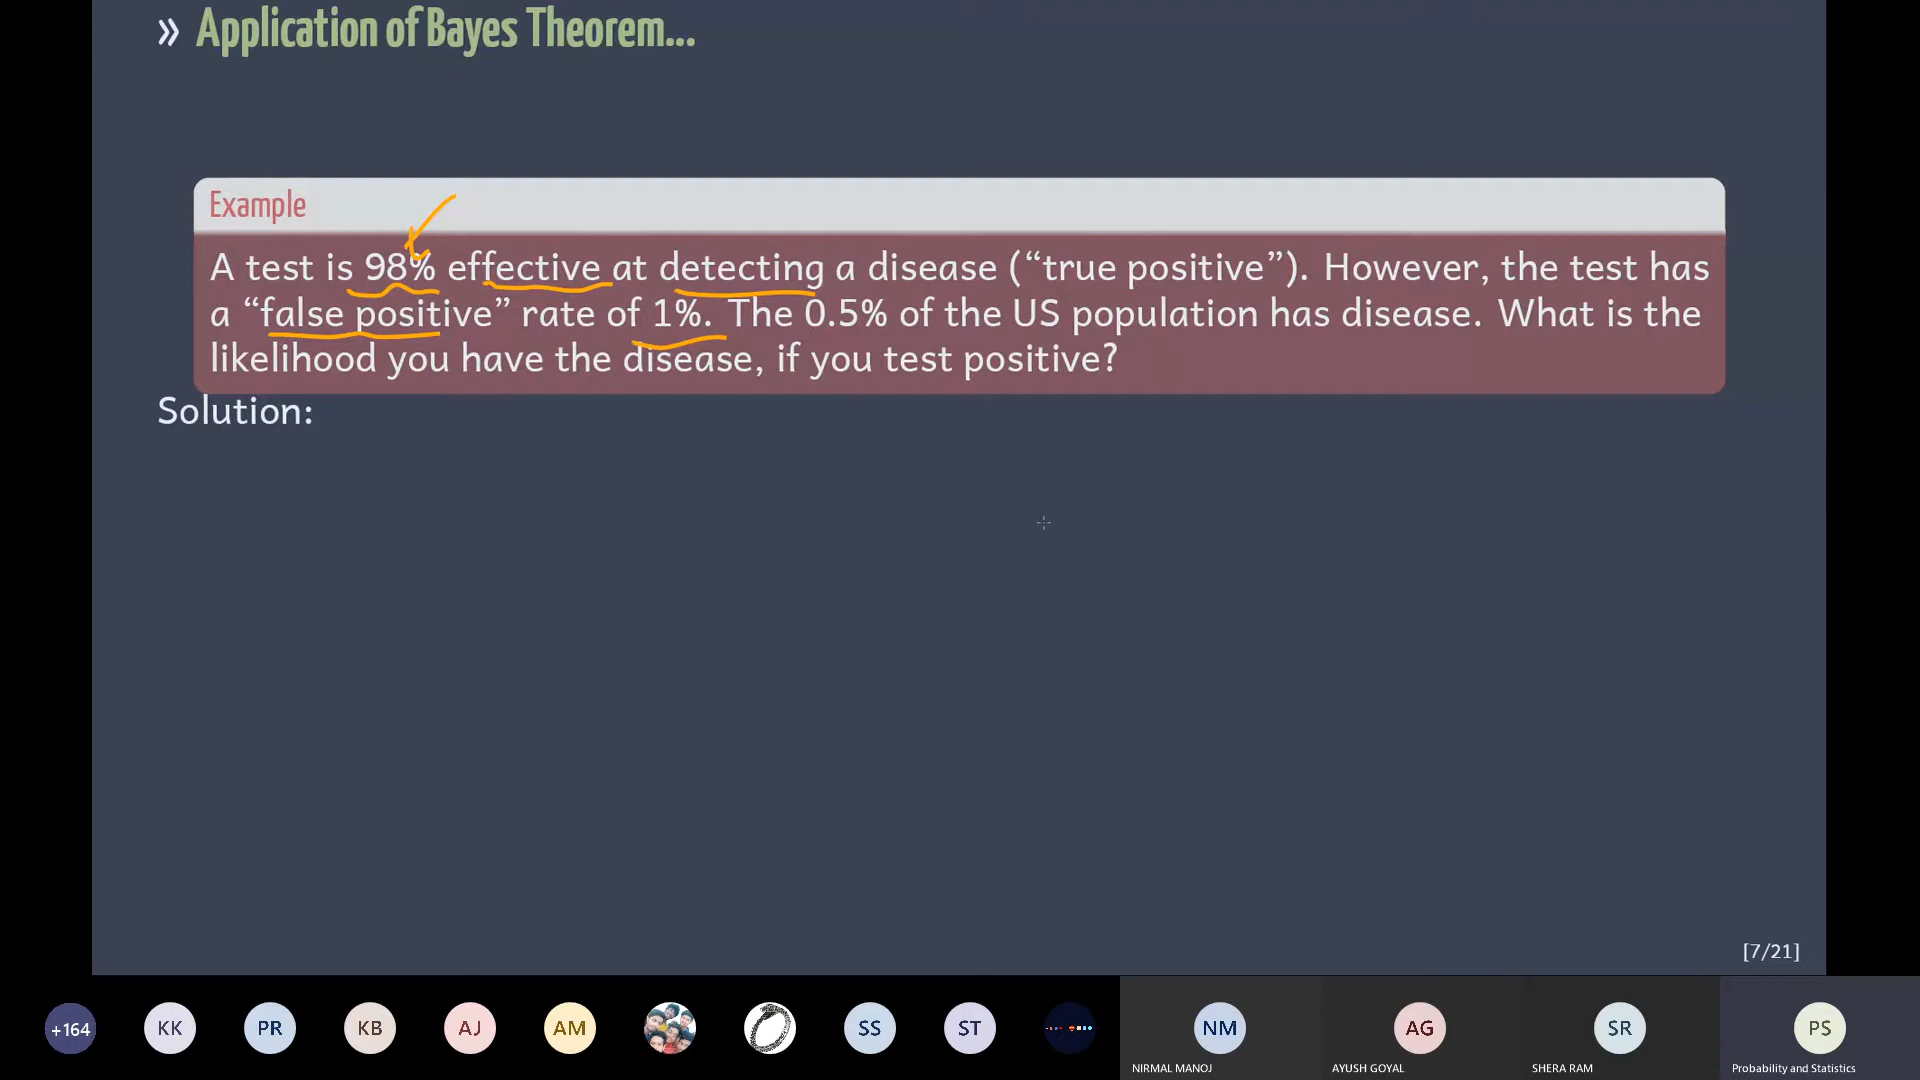 » Application of Bayes Theorem...
Example
A test is 98% effective at detecting a disease (“true positive”). However, the test has
a “false positive” rate of 1%. The 0.5% of the US population has disease. What is the
likelihood you have the disease, if you test positive?
Solution:
[7/21]
+164 KK PR KB AJ AM SS ST NM AG SR PS
NIRMAL MANOJ AYUSH GOYAL SHERA RAM Probability and Statistics